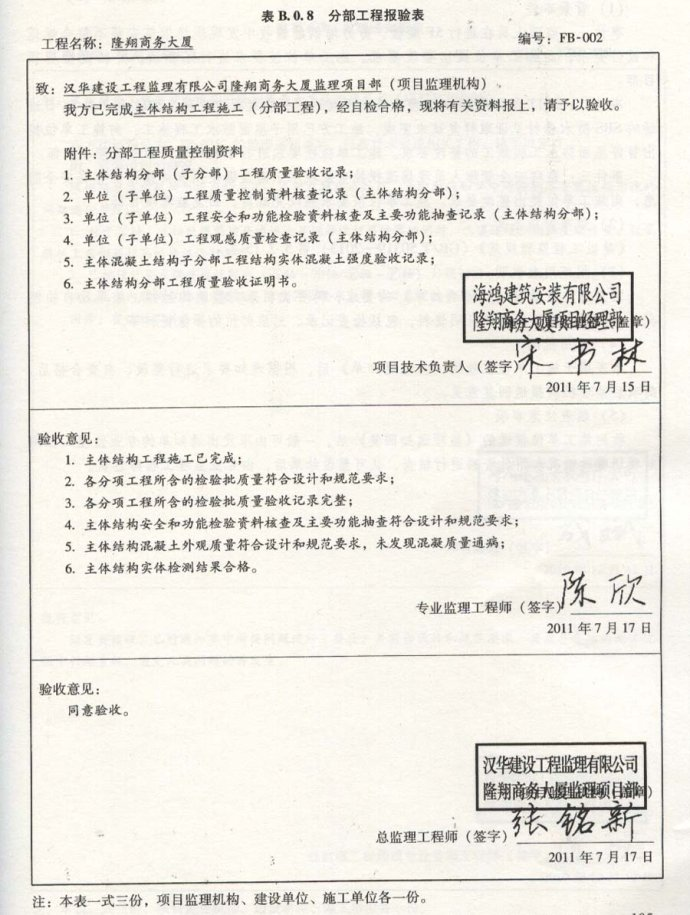 表 B.0.8 分部工程报验表
工程名称：隆翔商务大厦 编号：FB-002
致：汉华建设工程监理有限公司隆翔商务大厦监理项目部（项目监理机构）
我方已完成主体结构工程施工（分部工程），经自检合格，现将有关资料报上，请予以验收。
附件：分部工程质量控制资料
1. 主体结构分部（子分部）工程质量验收记录；
2. 单位（子单位）工程质量控制资料核查记录（主体结构分部）；
3. 单位（子单位）工程安全和功能检验资料核查及主要功能抽查记录（主体结构分部）；
4. 单位（子单位）工程观感质量检查记录（主体结构分部）；
5. 主体混凝土结构子分部工程结构实体混凝土强度验收记录；
6. 主体结构分部工程质量验收证明书。
海鸿建筑安装有限公司
隆翔商务大厦项目经理部
盖章）
项目技术负责人（签字）宋书林
2011 年 7 月 15 日
验收意见：
1. 主体结构工程施工已完成；
2. 各分项工程所含的检验批质量符合设计和规范要求；
3. 各分项工程所含的检验批质量验收记录完整；
4. 主体结构安全和功能检验资料核查及主要功能抽查符合设计和规范要求；
5. 主体结构混凝土外观质量符合设计和规范要求，未发现混凝质量通病；
6. 主体结构实体检测结果合格。
专业监理工程师（签字）陈欣
2011 年 7 月 17 日
验收意见：
同意验收。
汉华建设工程监理有限公司
隆翔商务大厦监理项目部
章）
总监理工程师（签字）张铭新
2011 年 7 月 17 日
注：本表一式三份，项目监理机构、建设单位、施工单位各一份。